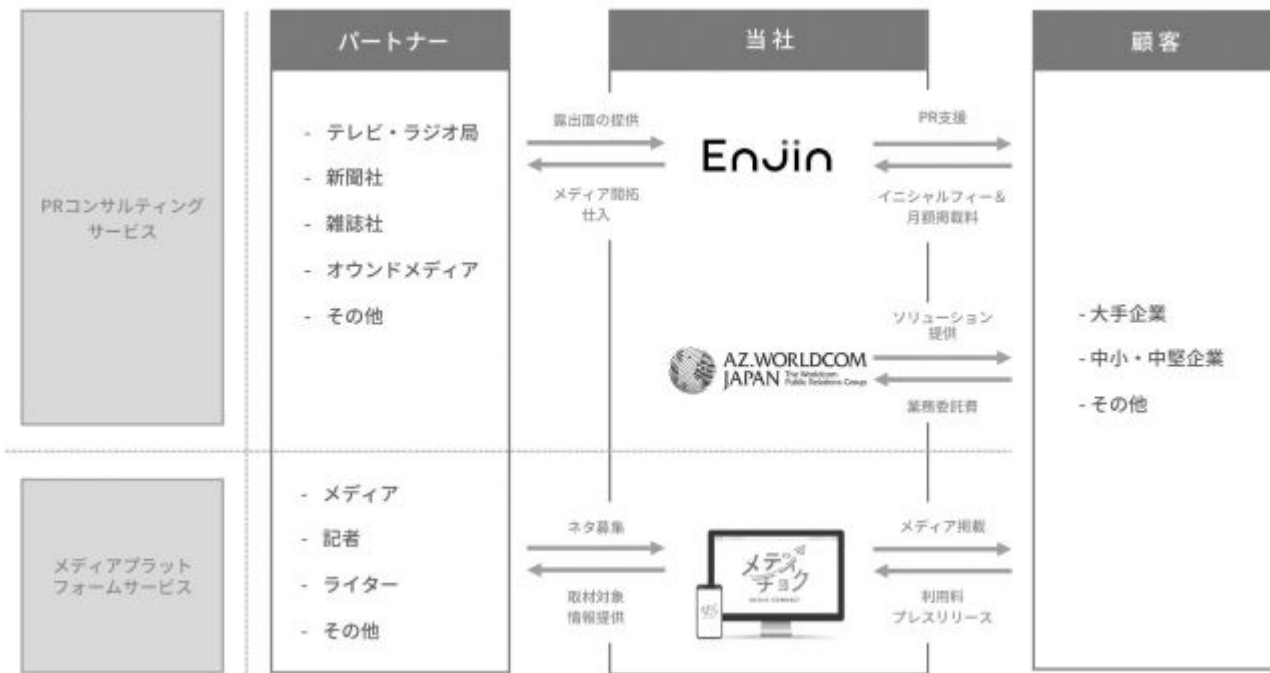 パートナー
当社
顧客
PRコンサルティング
サービス
- テレビ・ラジオ局
- 新聞社
- 雑誌社
- オウンドメディア
- その他
露出面の提供
メディア開拓
仕入
Enjin
PR支援
イニシャルフィー＆
月額掲載料
AZ.WORLDCOM
JAPAN The Worldcom
Public Relations Group
ソリューション
提供
業務委託費
- 大手企業
- 中小・中堅企業
- その他
メディアプラット
フォームサービス
- メディア
- 記者
- ライター
- その他
ネタ募集
取材対象
情報提供
メディ
チョク
MEDIA CONNECT
メディア掲載
利用料
プレスリリース